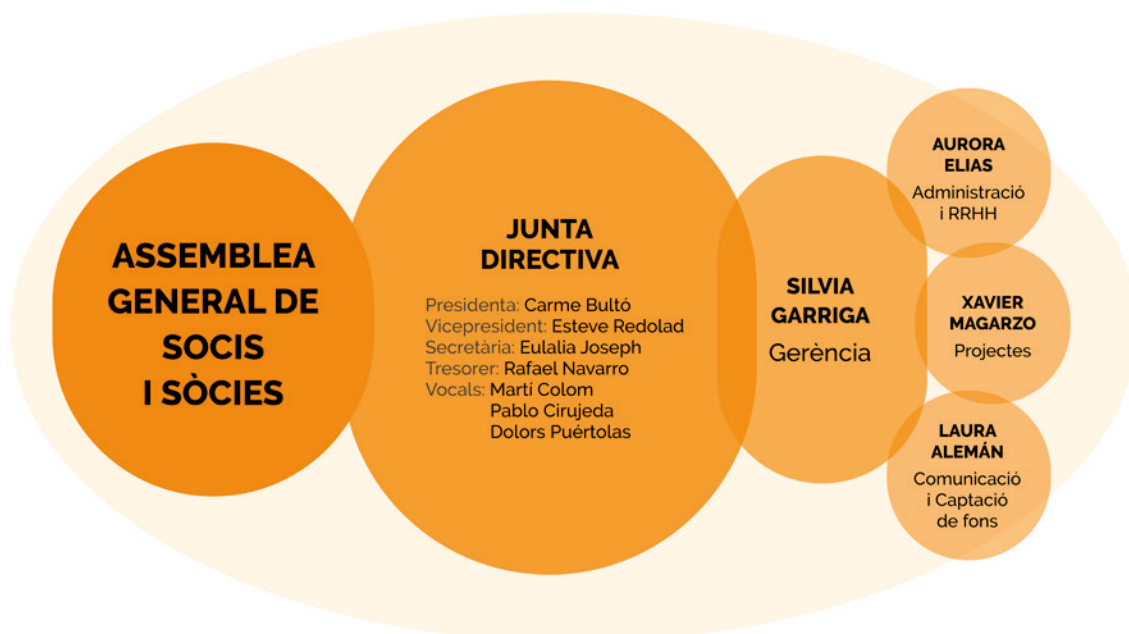 ASSEMBLEA
GENERAL DE
SOCIS
I SÒCIES
JUNTA
DIRECTIVA
Presidenta: Carme Bultó
Vicepresident: Esteve Redolad
Secretària: Eulalia Joseph
Tresorer: Rafael Navarro
Vocals: Martí Colom
Pablo Cirujeda
Dolors Puértolas
SILVIA
GARRIGA
Gerència
AURORA
ELIAS
Administració
i RRHH
XAVIER
MAGARZO
Projectes
LAURA
ALEMÁN
Comunicació
i Captació
de fons